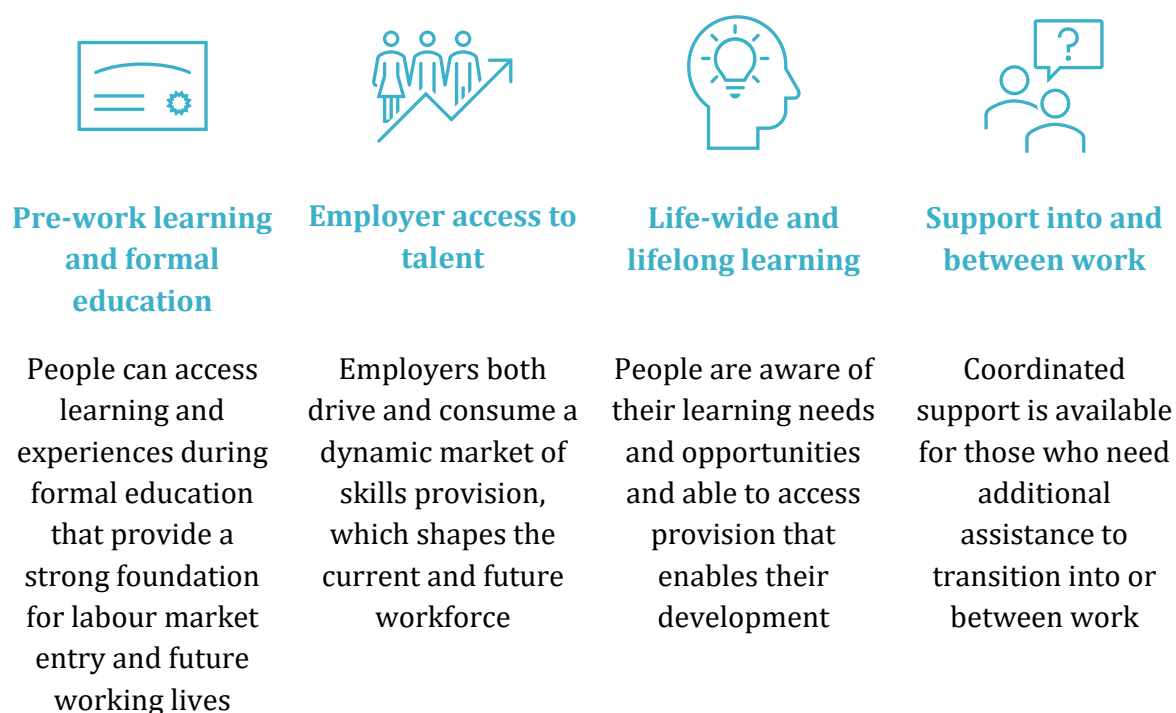 Pre-work learning
and formal
education
People can access
learning and
experiences during
formal education
that provide a
strong foundation
for labour market
entry and future
working lives
Employer access to
talent
Employers both
drive and consume a
dynamic market of
skills provision,
which shapes the
current and future
workforce
Life-wide and
lifelong learning
People are aware of
their learning needs
and opportunities
and able to access
provision that
enables their
development
?
Support into and
between work
Coordinated
support is available
for those who need
additional
assistance to
transition into or
between work